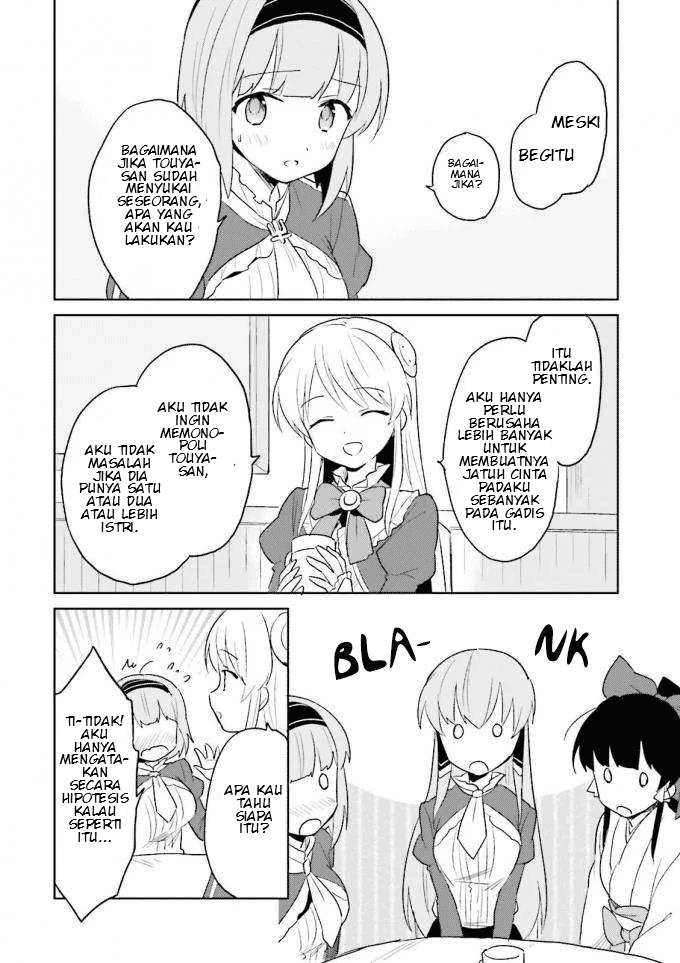 MESKI
BEGITU
BAGAI-
MANA
JIKA?
BAGAIMANA
JIKA TOUYA-
SAN SUDAH
MENYUKAI
SESEORANG,
APA YANG
AKAN KAU
LAKUKAN?
ITU
TIDAKLAH
PENTING.
AKU HANYA
PERLU
BERUSAHA
LEBIH BANYAK
UNTUK
MEMBUATNYA
JATUH CINTA
PADAKU
SEBANYAK
PADA GADIS
ITU.
AKU TIDAK
INGIN
MEMONO-
POLI
TOUYA-
SAN,
AKU TIDAK
MASALAH
JIKA DIA
PUNYA SATU
ATAU DUA
ATAU LEBIH
ISTRI.
BLA-
NK
APA KAU
TAHU
SIAPA
ITU?
TI-TIDAK!
AKU
HANYA
MENGATA-
KAN
SECARA
HIPOTESIS
KALAU
SEPERTI
ITU...